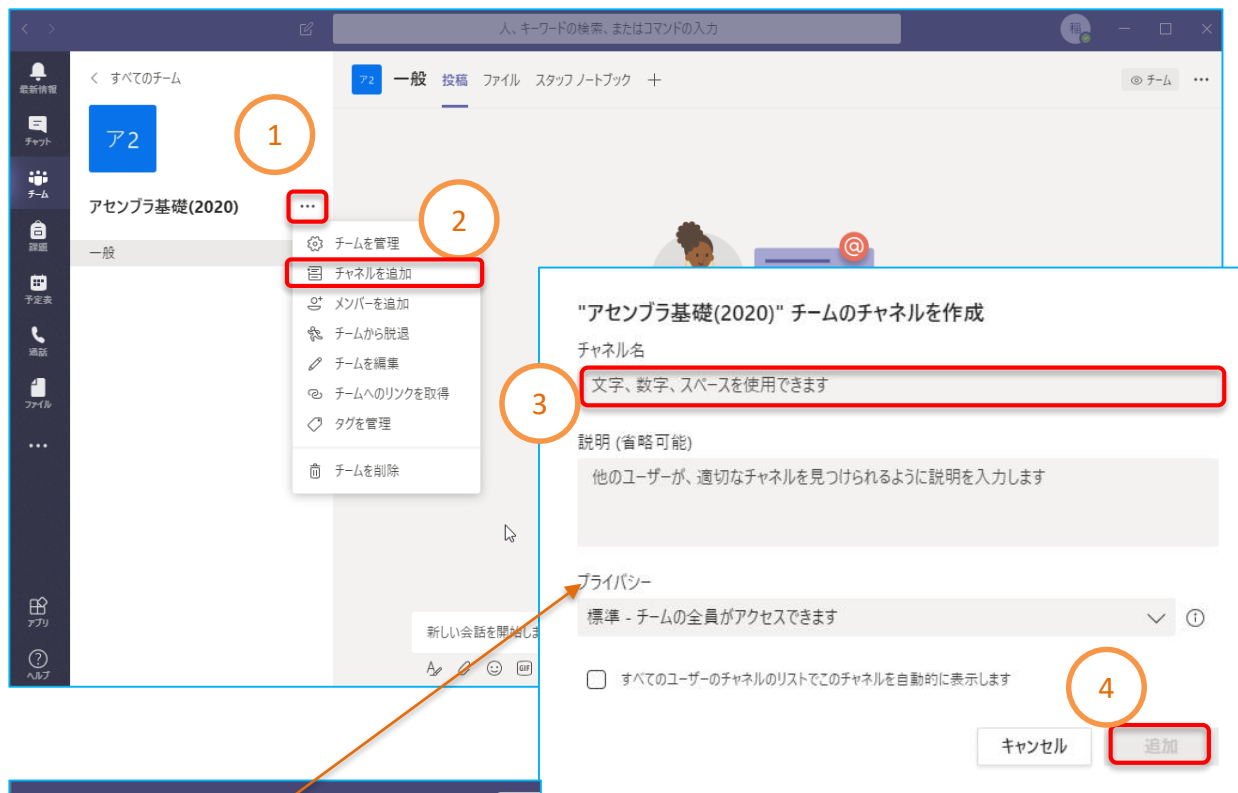 人、キーワードの検索、またはコマンドの入力
福
最新情報
チャット
チーム
課題
予定表
通話
ファイル
アプリ
ヘルプ
すべてのチーム
ア2
アセンブラ基礎(2020)
一般
1
2
チームを管理
チャネルを追加
メンバーを追加
チームから脱退
チームを編集
チームへのリンクを取得
タグを管理
チームを削除
ア2 一般 投稿 ファイル スタッフ ノートブック
チーム
@
新しい会話を開始しま
GIF
"アセンブラ基礎(2020)" チームのチャネルを作成
チャネル名
3
文字、数字、スペースを使用できます
説明 (省略可能)
他のユーザーが、適切なチャネルを見つけられるように説明を入力します
プライバシー
標準 - チームの全員がアクセスできます
すべてのユーザーのチャネルのリストでこのチャネルを自動的に表示します
4
キャンセル
追加